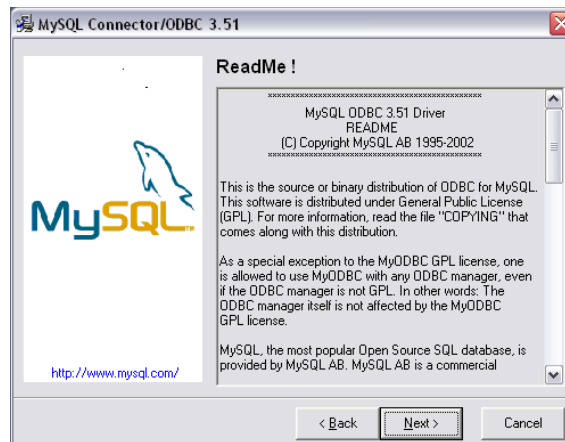 MySQL Connector/ODBC 3.51
ReadMe !
**************************************************
MySQL ODBC 3.51 Driver
README
(C) Copyright MySQL AB 1995-2002
**************************************************
This is the source or binary distribution of ODBC for MySQL.
This software is distributed under General Public License
(GPL). For more information, read the file "COPYING" that
comes along with this distribution.
As a special exception to the MyODBC GPL license, one
is allowed to use MyODBC with any ODBC manager, even
if the ODBC manager is not GPL. In other words: The
ODBC manager itself is not affected by the MyODBC
GPL license.
MySQL, the most popular Open Source SQL database, is
provided by MySQL AB. MySQL AB is a commercial
MySQL
http://www.mysql.com/
< Back
Next >
Cancel